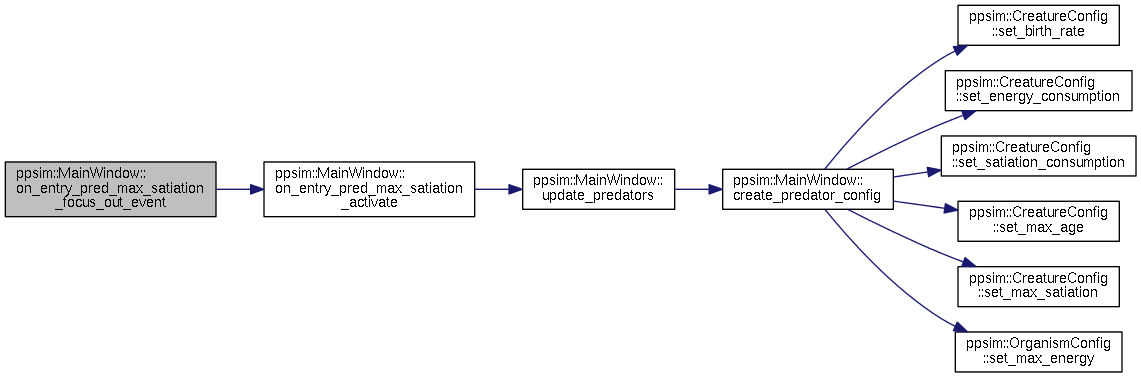 ppsim::MainWindow::
on_entry_pred_max_satiation
_focus_out_event
ppsim::MainWindow::
on_entry_pred_max_satiation
_activate
ppsim::MainWindow::
update_predators
ppsim::MainWindow::
create_predator_config
ppsim::CreatureConfig
::set_birth_rate
ppsim::CreatureConfig
::set_energy_consumption
ppsim::CreatureConfig
::set_satiation_consumption
ppsim::CreatureConfig
::set_max_age
ppsim::CreatureConfig
::set_max_satiation
ppsim::OrganismConfig
::set_max_energy